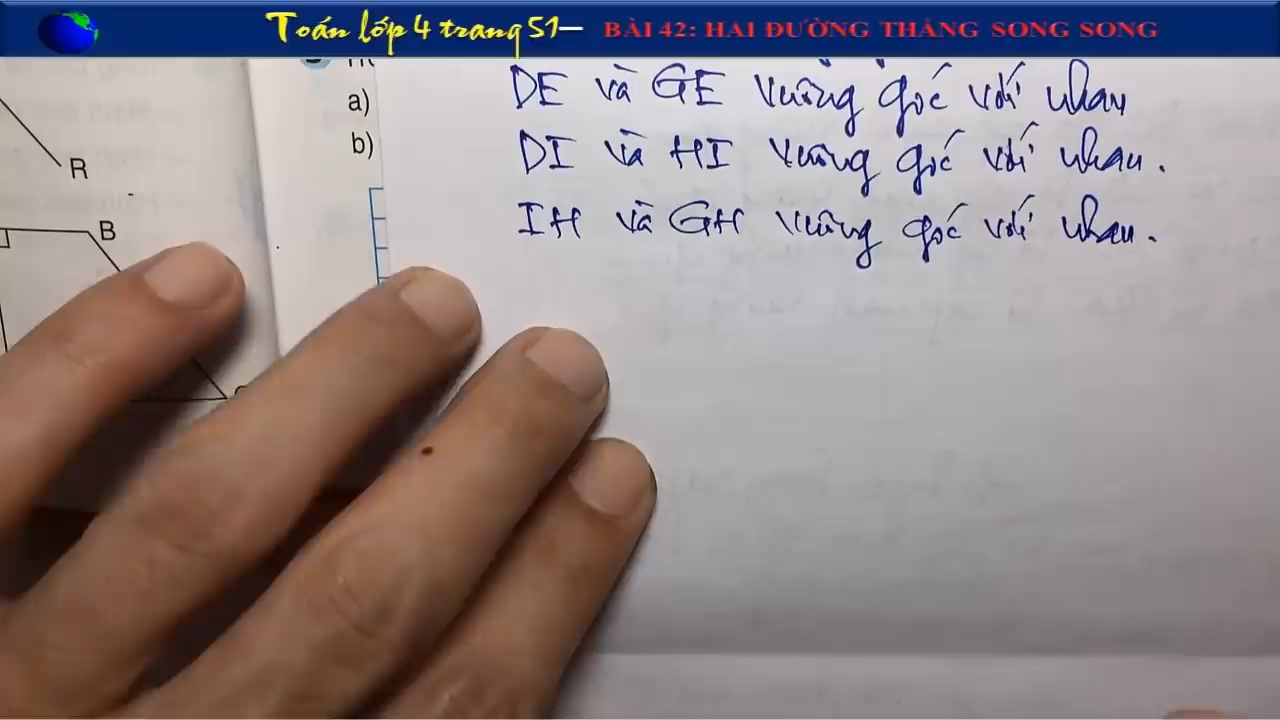 Toán lớp 4 trang 51– BÀI 42: HAI ĐƯỜNG THẲNG SONG SONG
a)
b)
R
B
DE và GE vuông góc với nhau
DI và HI vuông góc với nhau.
IH và GH vuông góc với nhau.